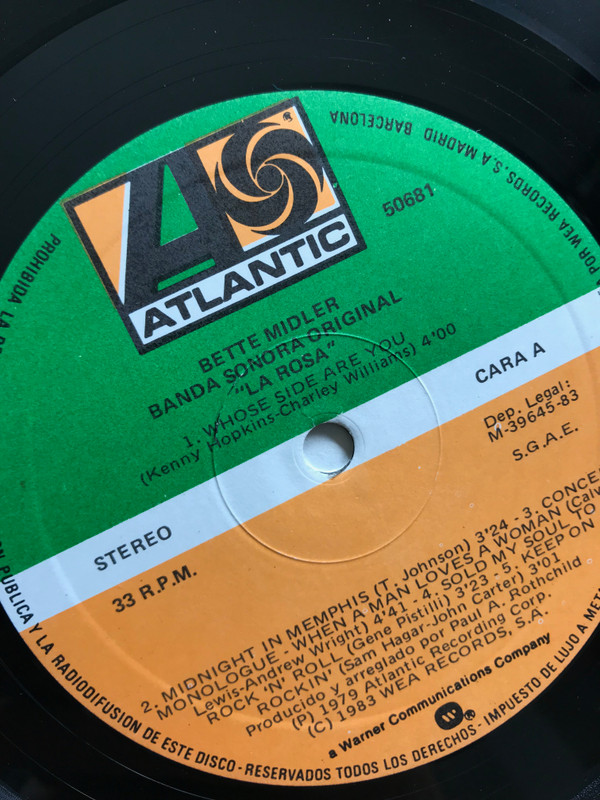 ATLANTIC
®
50681
BETTE MIDLER
BANDA SONORA ORIGINAL
"LA ROSA"
1. WHOSE SIDE ARE YOU
(Kenny Hopkins-Charley Williams) 4'00
CARA A
Dep. Legal:
M-39645-83
S.G.A.E.
STEREO
33 R.P.M.
2. MIDNIGHT IN MEMPHIS (T. Johnson) 3'24 - 3. CONCE
MONOLOGUE - WHEN A MAN LOVES A WOMAN (Calv
Lewis-Andrew Wright) 4'41 - 4. SOLD MY SOUL TO
ROCK 'N' ROLL (Gene Pistilli) 3'23 - 5. KEEP ON
ROCKIN' (Sam Hagar-John Carter) 3'01
Producido y arreglado por Paul A. Rothchild
(P) 1979 Atlantic Recording Corp.
(C) 1983 WEA RECORDS, S.A.
a Warner Communications Company
®
PROHIBIDA LA
PUBLICA Y LA RADIODIFUSION DE ESTE DISCO - RESERVADOS TODOS LOS DERECHOS - IMPUESTO DE LUJO A
POR WEA RECORDS, S.A MADRID BARCELONA